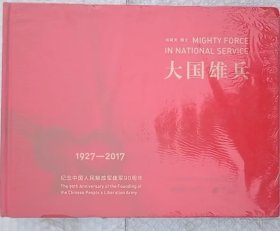 MIGHTY FORCE
IN NATIONAL SERVICE
大国雄兵
1927—2017
纪念中国人民解放军建军90周年
The 90th Anniversary of the Founding of
the Chinese People's Liberation Army